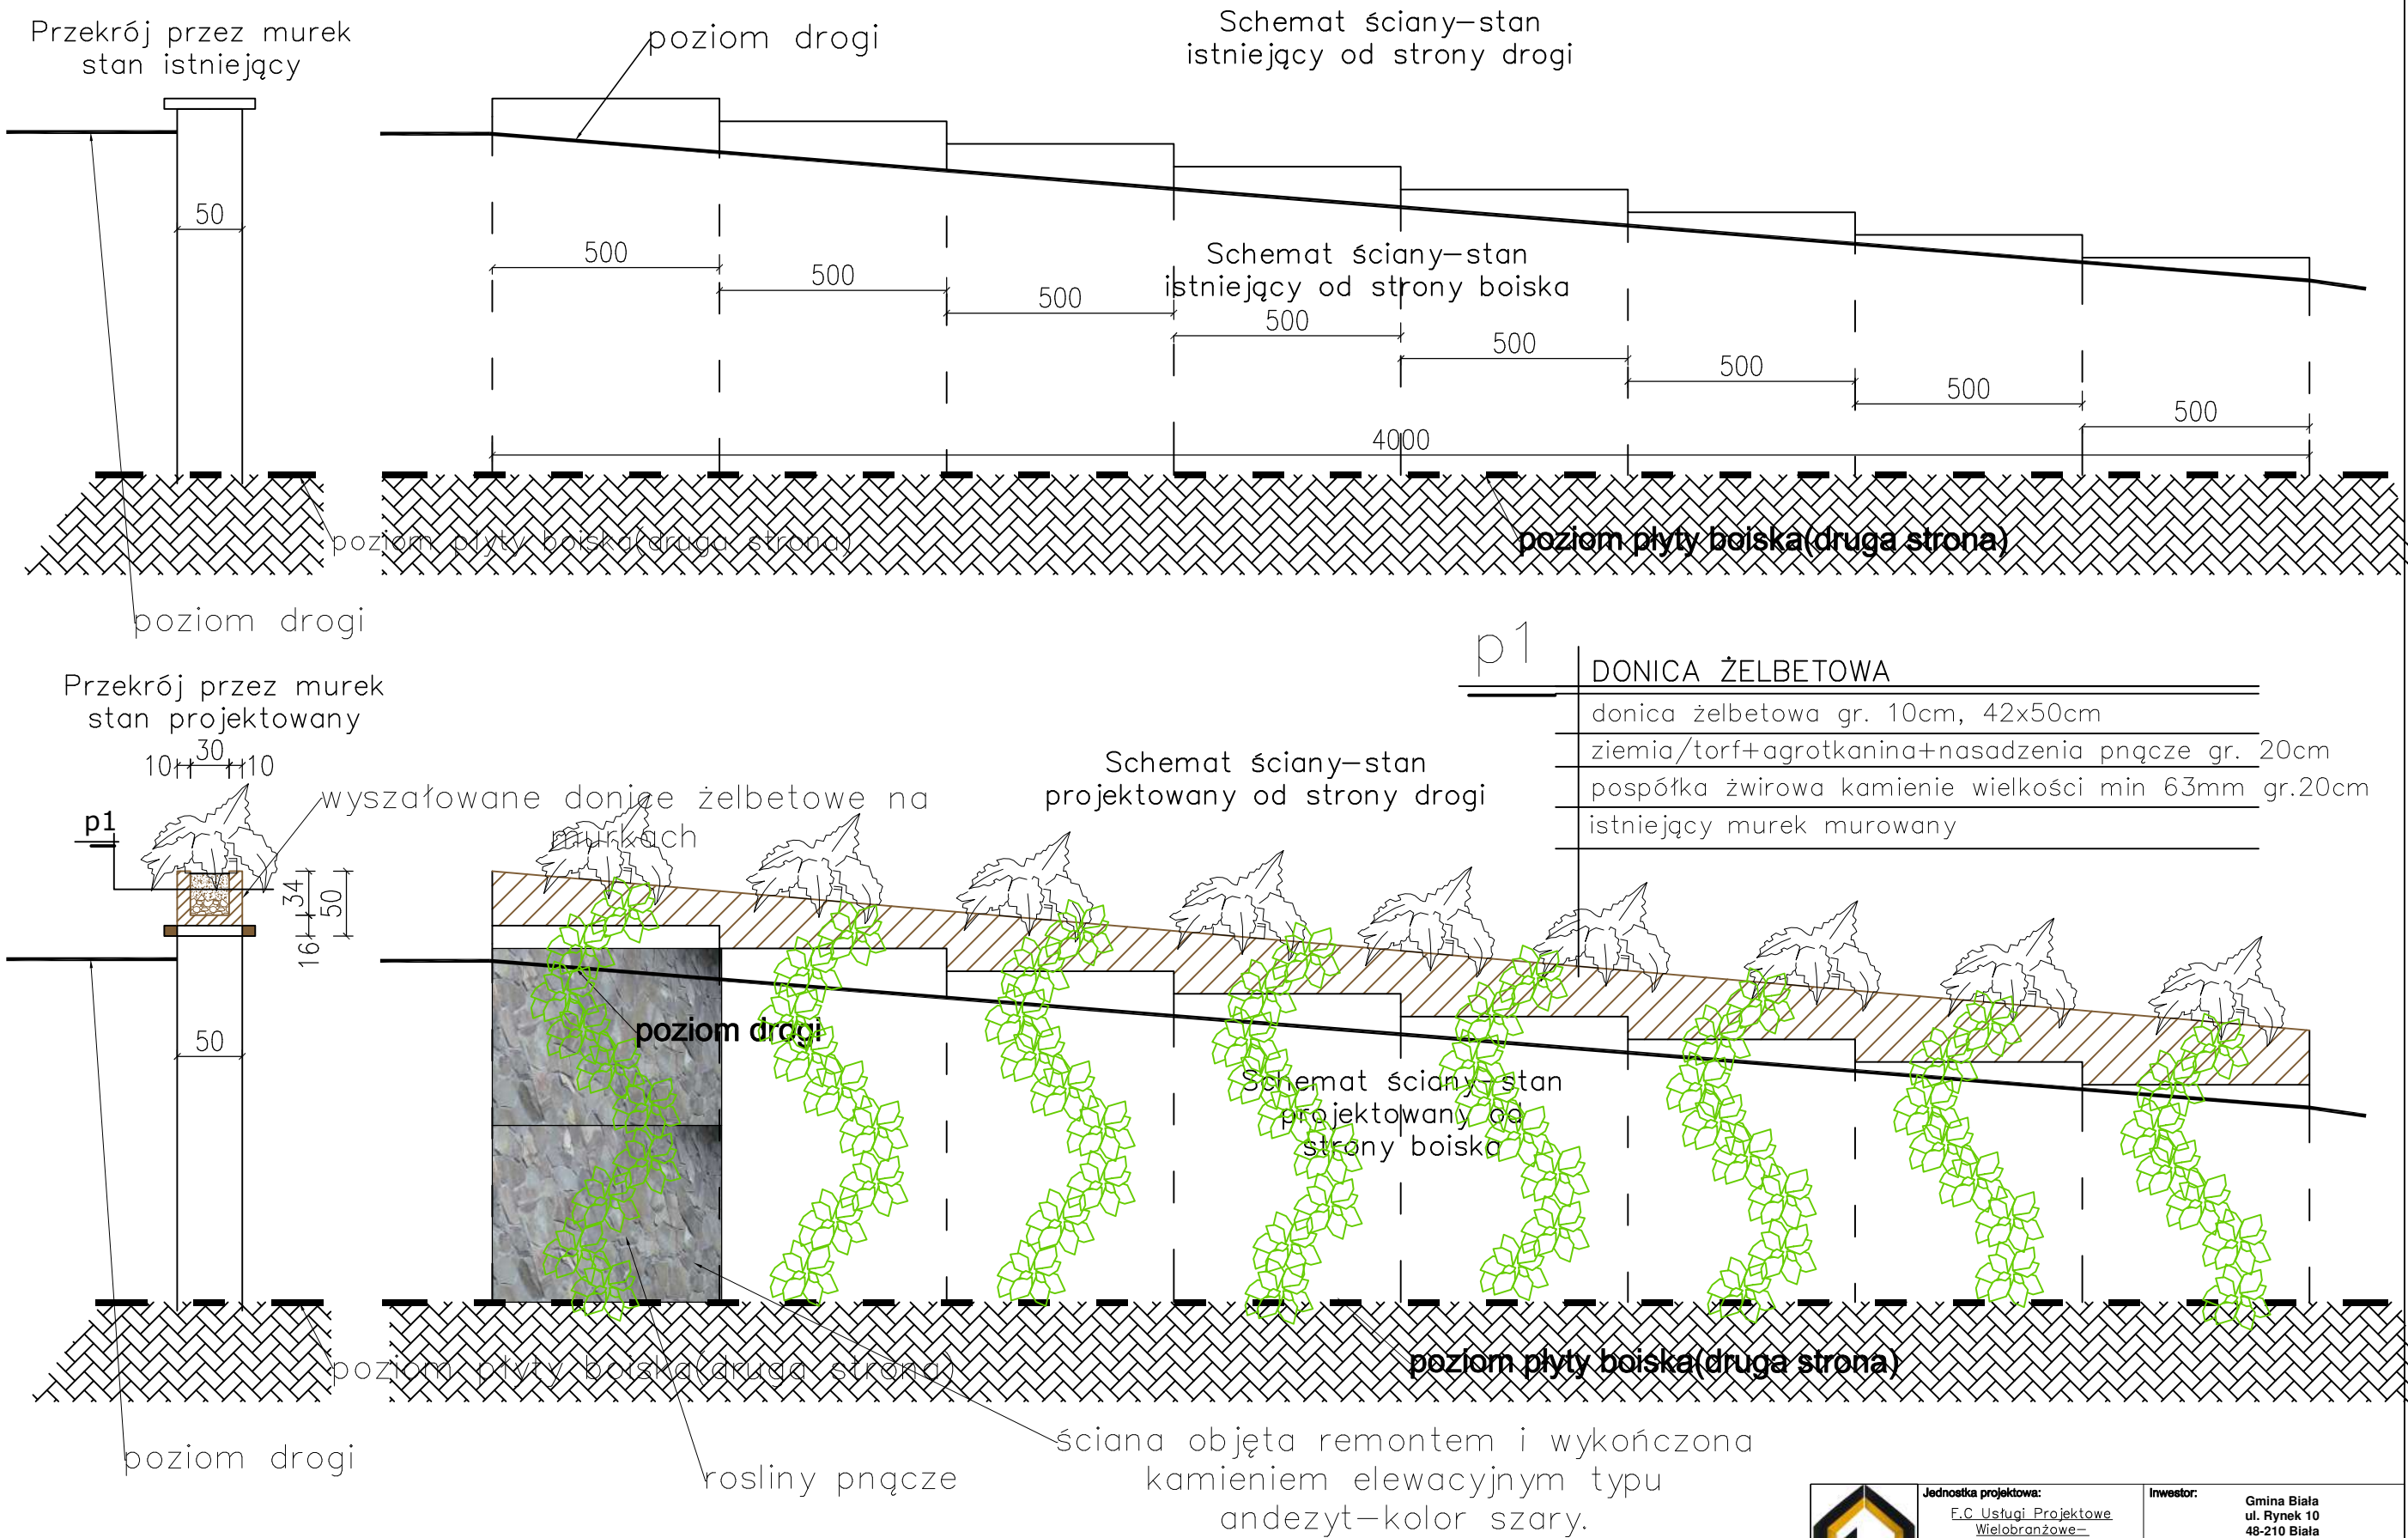 Przekrój przez murek
stan istniejący
poziom drogi
Schemat ściany-stan
istniejący od strony drogi
50
500
500
500
500
500
500
500
500
4000
Schemat ściany-stan
istniejący od strony boiska
poziom płyty boiska(druga strona)
poziom płyty boiska(druga strona)
poziom drogi
p1
DONICA ŻELBETOWA
donica żelbetowa gr. 10cm, 42x50cm
ziemia/torf+agrotkanina+nasadzenia pnącze gr. 20cm
pospółka żwirowa kamienie wielkości min 63mm gr.20cm
istniejący murek murowany
Przekrój przez murek
stan projektowany
10 30 10
wyszałowane donice żelbetowe na
murkach
Schemat ściany-stan
projektowany od strony drogi
p1
34
50
16
50
poziom drogi
Schemat ściany-stan
projektowany od
strony boiska
poziom płyty boiska(druga strona)
poziom płyty boiska(druga strona)
poziom drogi
rosliny pnącze
ściana objęta remontem i wykończona
kamieniem elewacyjnym typu
andezyt-kolor szary.
Jednostka projektowa:
F.C Usługi Projektowe
Wielobranżowe-
Inwestor:
Gmina Biała
ul. Rynek 10
48-210 Biała